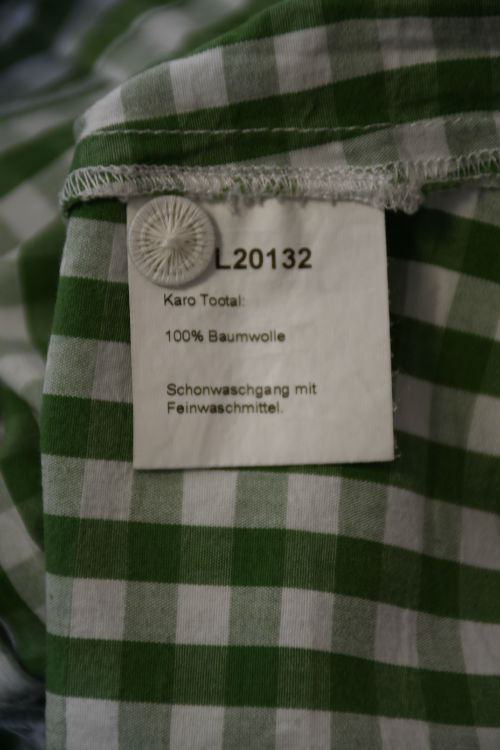 L20132
Karo Tootal:
100% Baumwolle
Schonwaschgang mit
Feinwaschmittel.